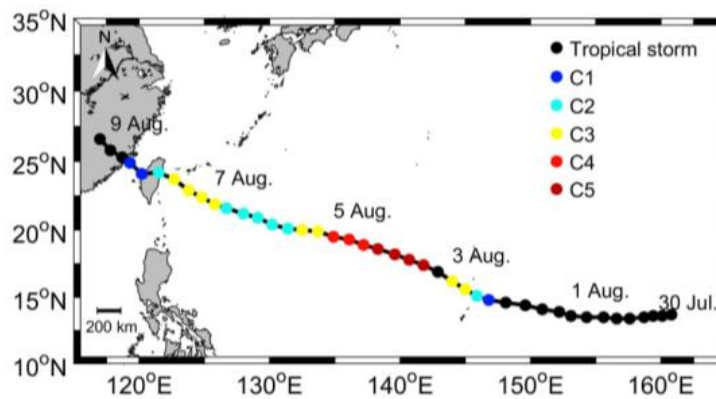 35°N
30°N
25°N
20°N
15°N
10°N
N
Tropical storm
C1
C2
C3
C4
C5
9 Aug.
7 Aug.
5 Aug.
3 Aug.
1 Aug.
30 Jul.
200 km
120°E
130°E
140°E
150°E
160°E